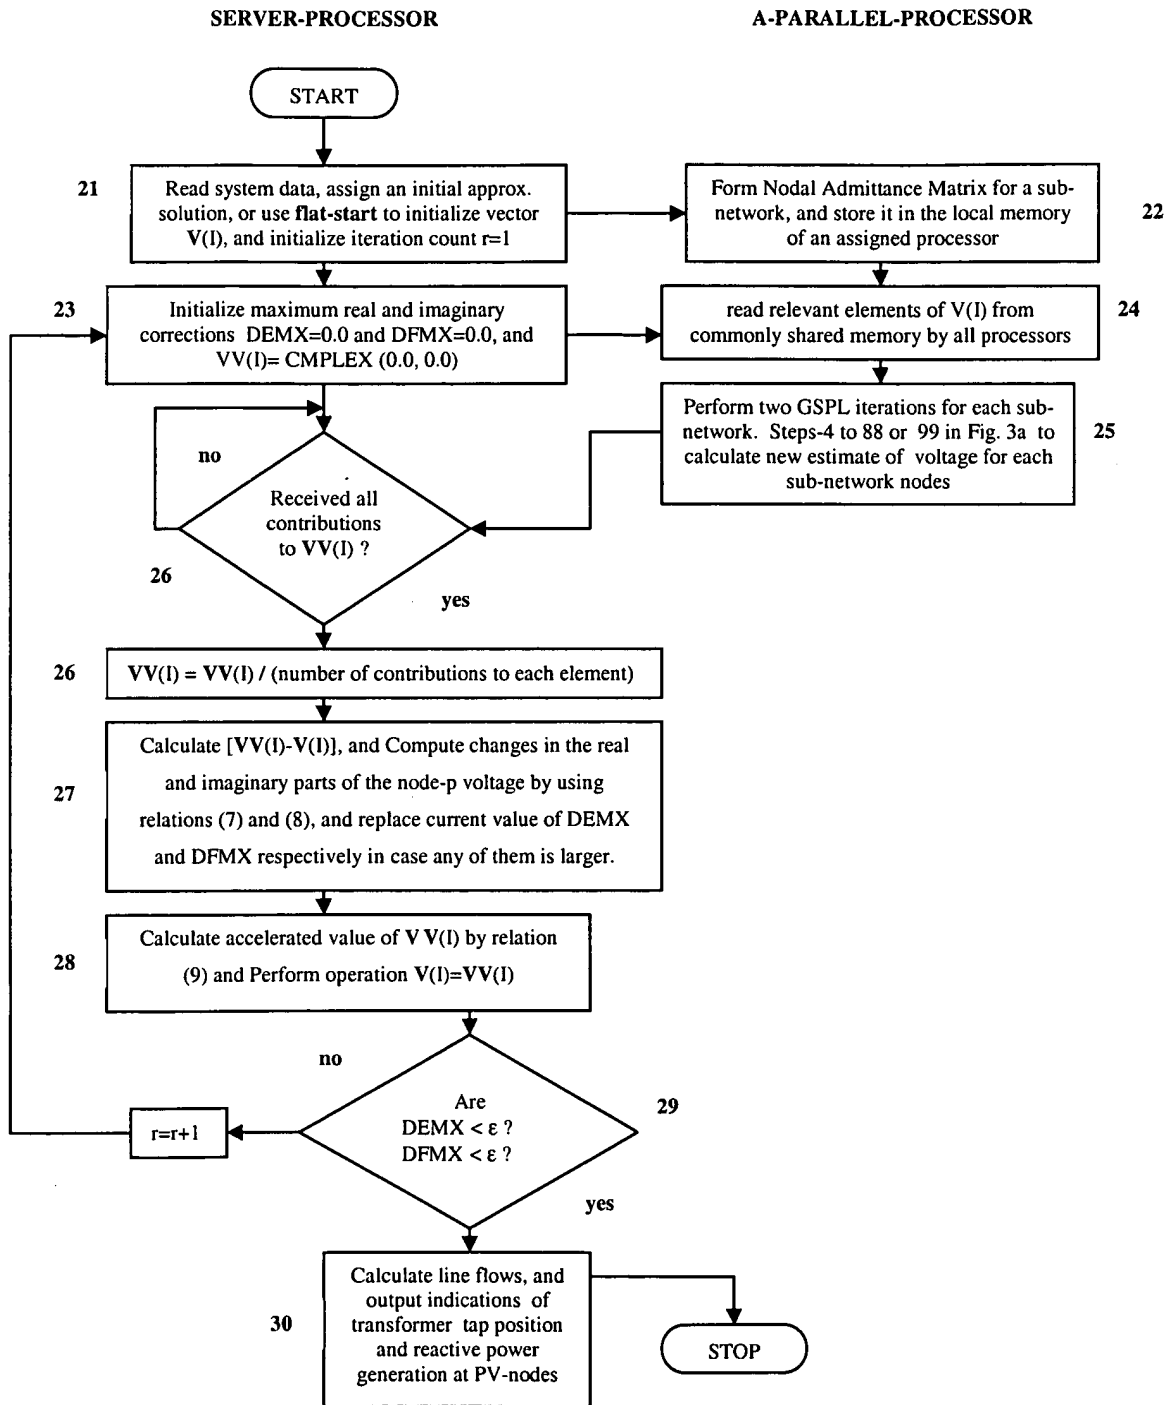 SERVER-PROCESSOR
A-PARALLEL-PROCESSOR
START
21
Read system data, assign an initial approx.
solution, or use flat-start to initialize vector
V(I), and initialize iteration count r=1
Form Nodal Admittance Matrix for a sub-
network, and store it in the local memory
of an assigned processor
22
23
Initialize maximum real and imaginary
corrections DEMX=0.0 and DFMX=0.0, and
VV(I)= CMPLEX (0.0, 0.0)
read relevant elements of V(I) from
commonly shared memory by all processors
24
Perform two GSPL iterations for each sub-
network. Steps-4 to 88 or 99 in Fig. 3a to
calculate new estimate of voltage for each
sub-network nodes
25
no
Received all
contributions
to VV(I) ?
26
yes
26
VV(I) = VV(I) / (number of contributions to each element)
27
Calculate [VV(I)-V(I)], and Compute changes in the real
and imaginary parts of the node-p voltage by using
relations (7) and (8), and replace current value of DEMX
and DFMX respectively in case any of them is larger.
28
Calculate accelerated value of V V(I) by relation
(9) and Perform operation V(I)=VV(I)
no
Are
DEMX < ε ?
DFMX < ε ?
29
r=r+1
yes
30
Calculate line flows, and
output indications of
transformer tap position
and reactive power
generation at PV-nodes
STOP